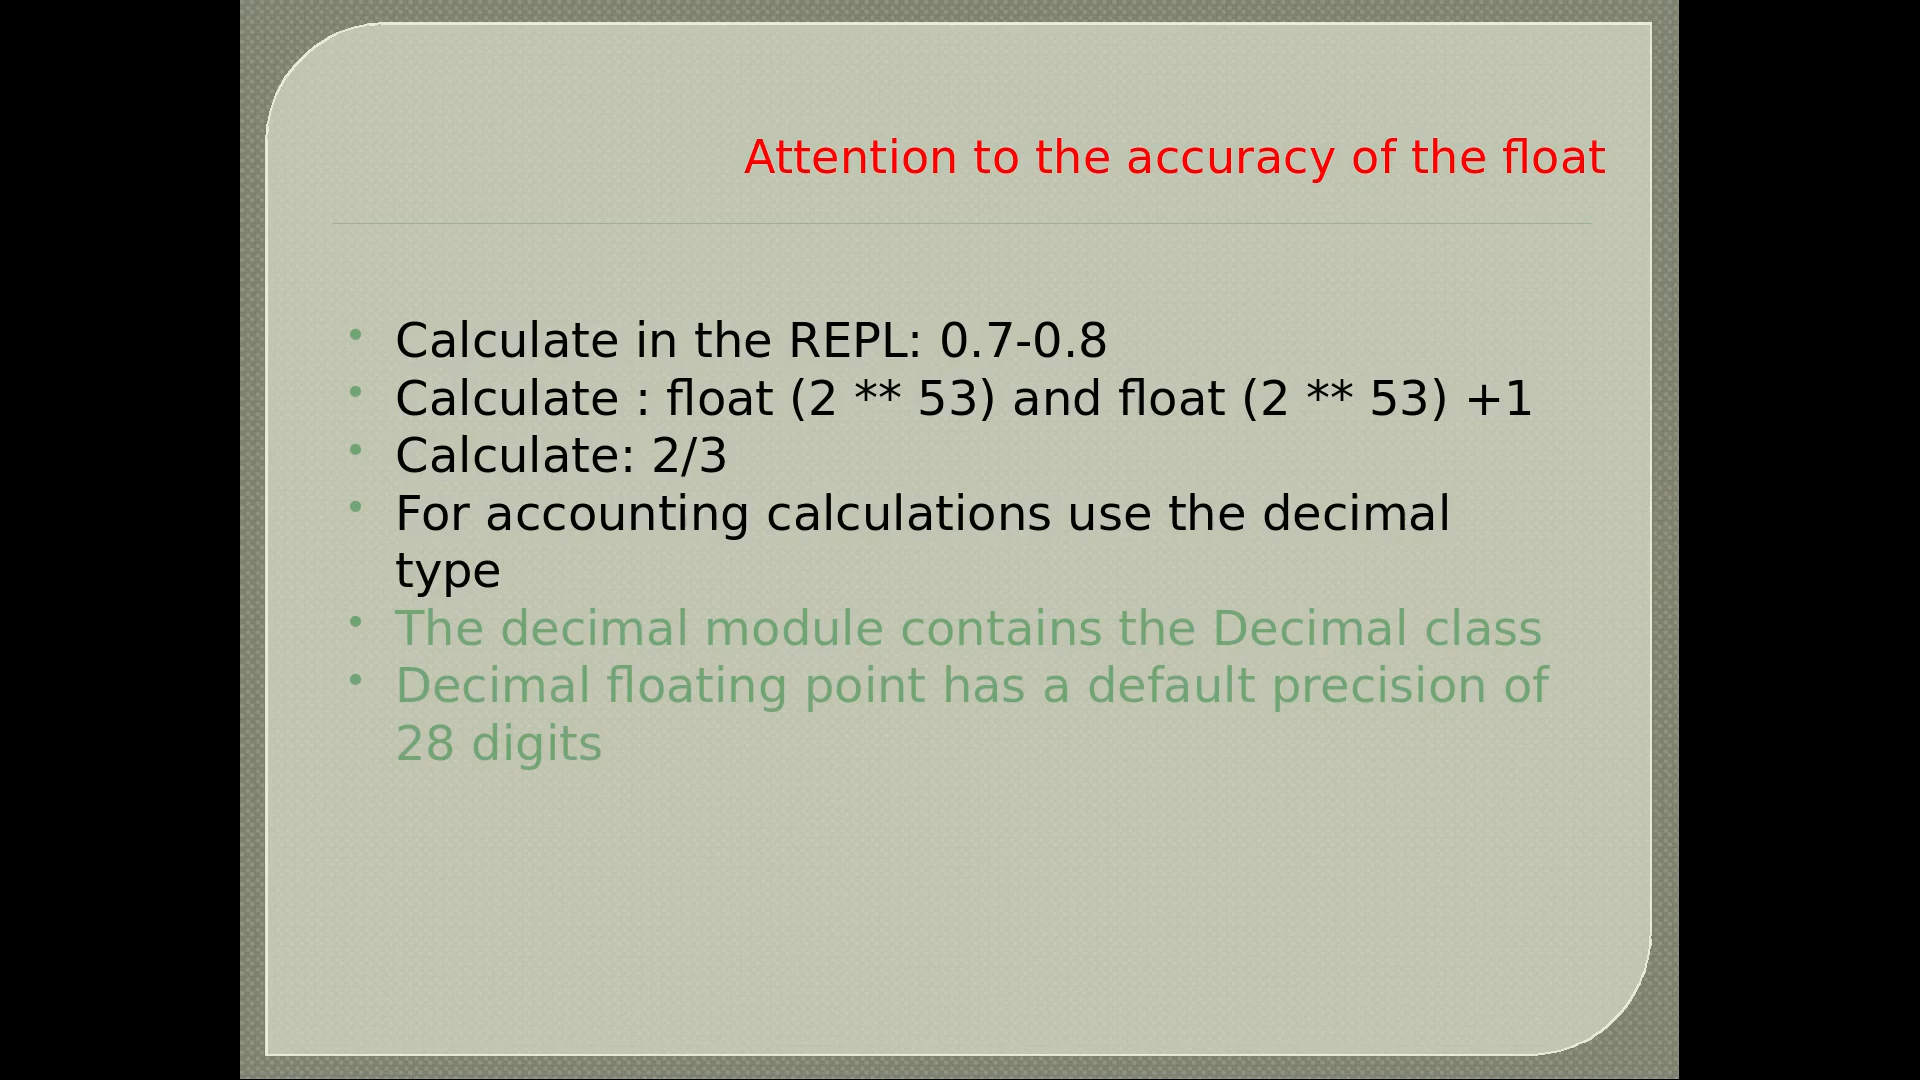 Attention to the accuracy of the float
• Calculate in the REPL: 0.7-0.8
• Calculate : float (2 ** 53) and float (2 ** 53) +1
• Calculate: 2/3
• For accounting calculations use the decimal
type
• The decimal module contains the Decimal class
• Decimal floating point has a default precision of
28 digits